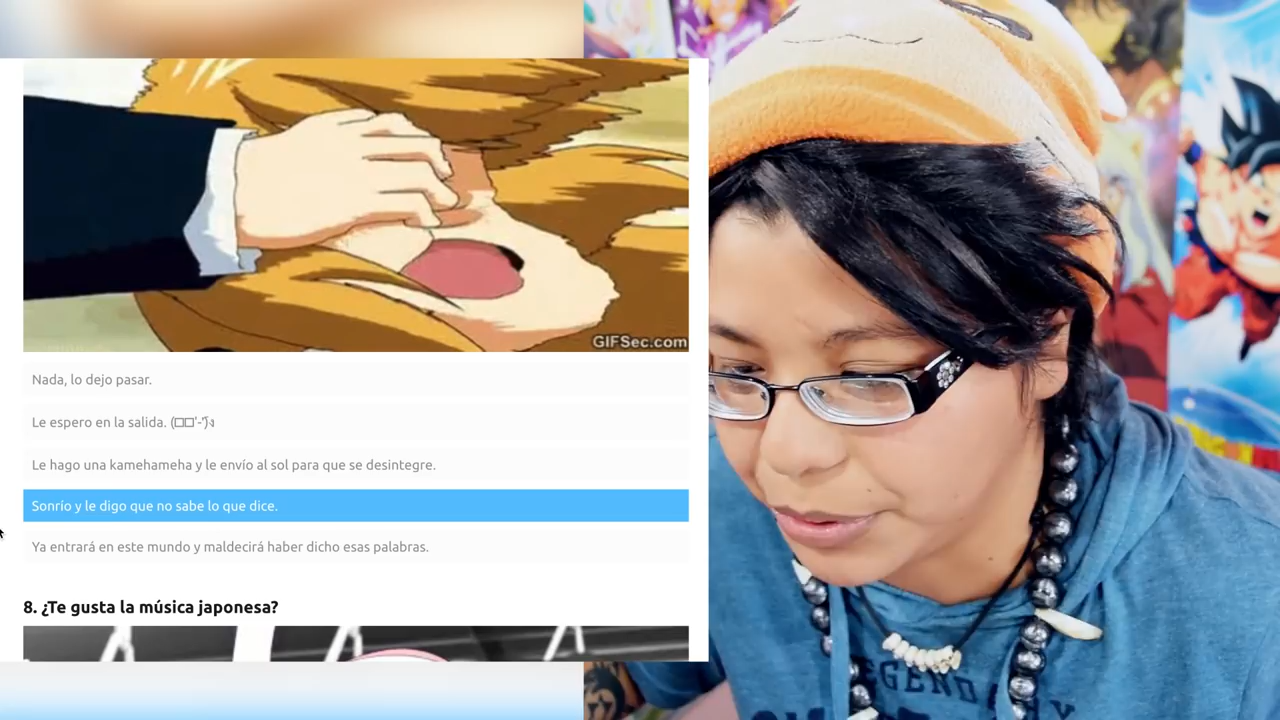 GIFSec.com
Nada, lo dejo pasar.
Le espero en la salida.
Le hago una kamehameha y le envío al sol para que se desintegre.
Sonrío y le digo que no sabe lo que dice.
Ya entrará en este mundo y maldecirá haber dicho esas palabras.
8. ¿Te gusta la música japonesa?